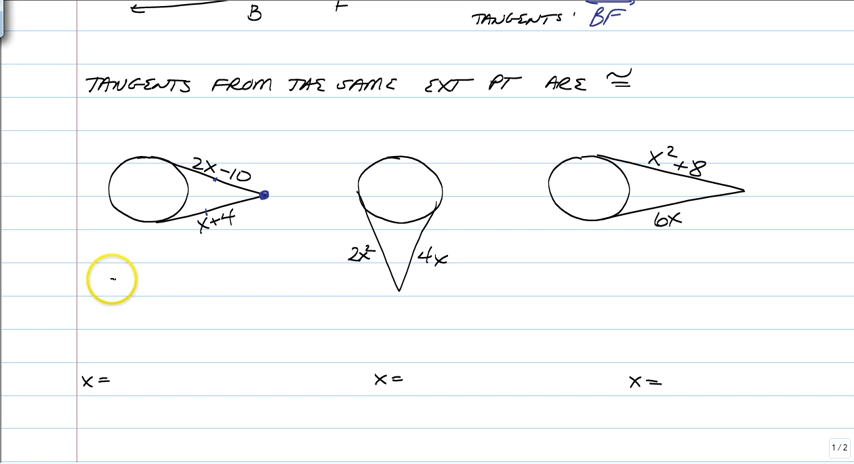 B
TANGENTS: BF
TANGENTS FROM THE SAME EXT PT ARE ≅
2x-10
x+4
2x²
4x
x²+8
6x
x=
x=
x=
1/2